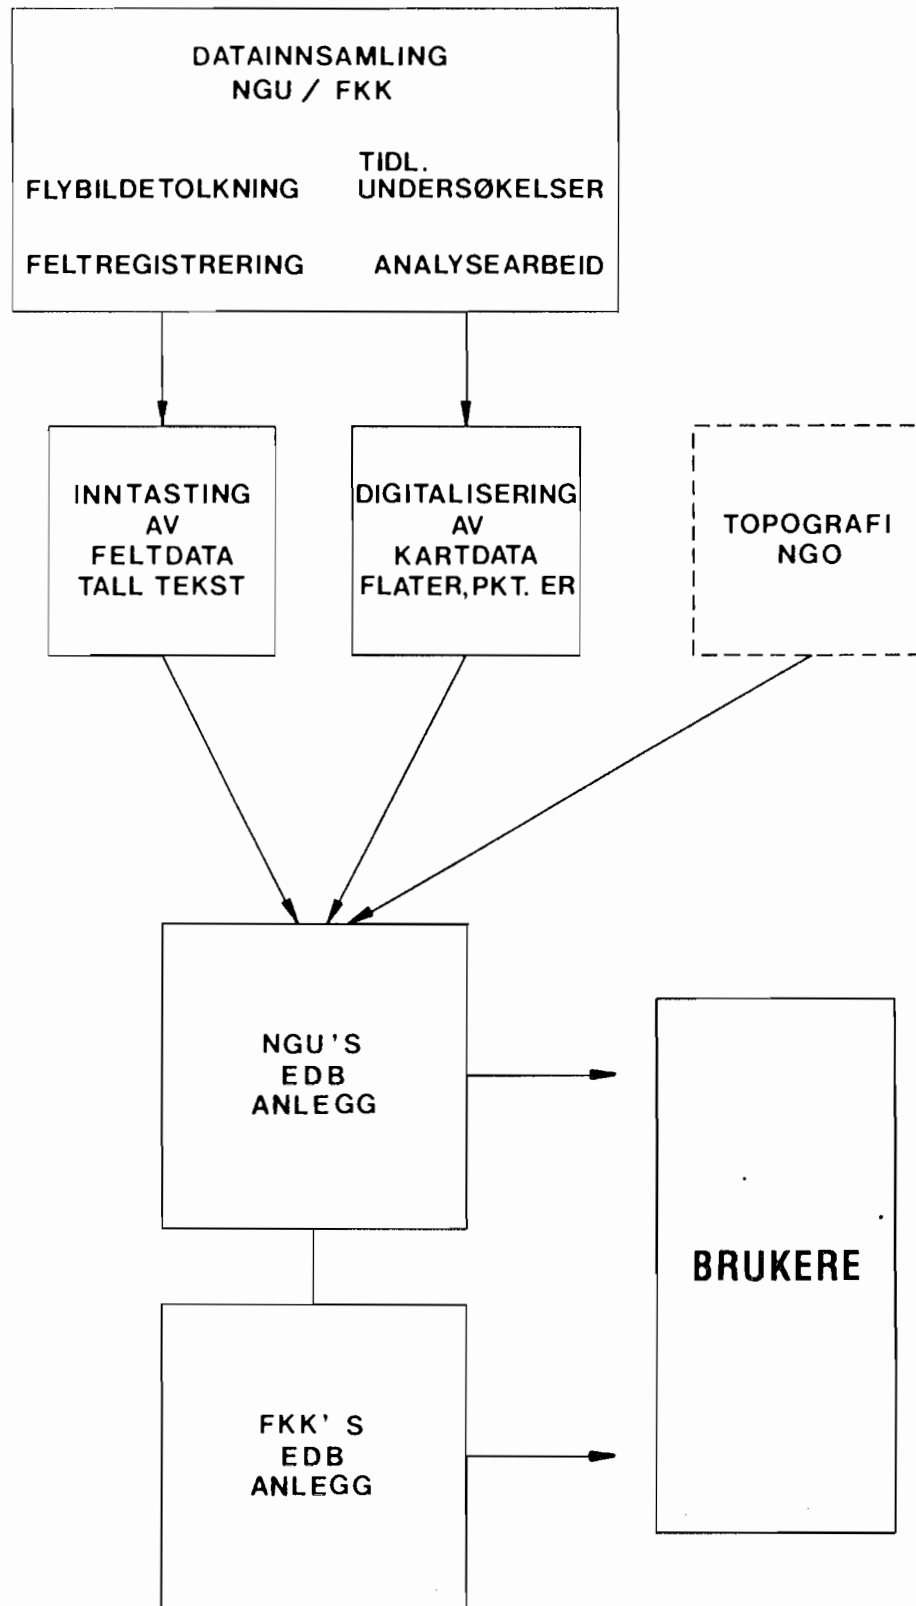 DATAINNSAMLING
NGU / FKK
FLYBILDETOLKNING
TIDL.
UNDERSØKELSER
FELTREGISTRERING
ANALYSEARBEID
INNTASTING
AV
FELTDATA
TALL TEKST
DIGITALISERING
AV
KARTDATA
FLATER, PKT. ER
TOPOGRAFI
NGO
NGU'S
EDB
ANLEGG
BRUKERE
FKK'S
EDB
ANLEGG